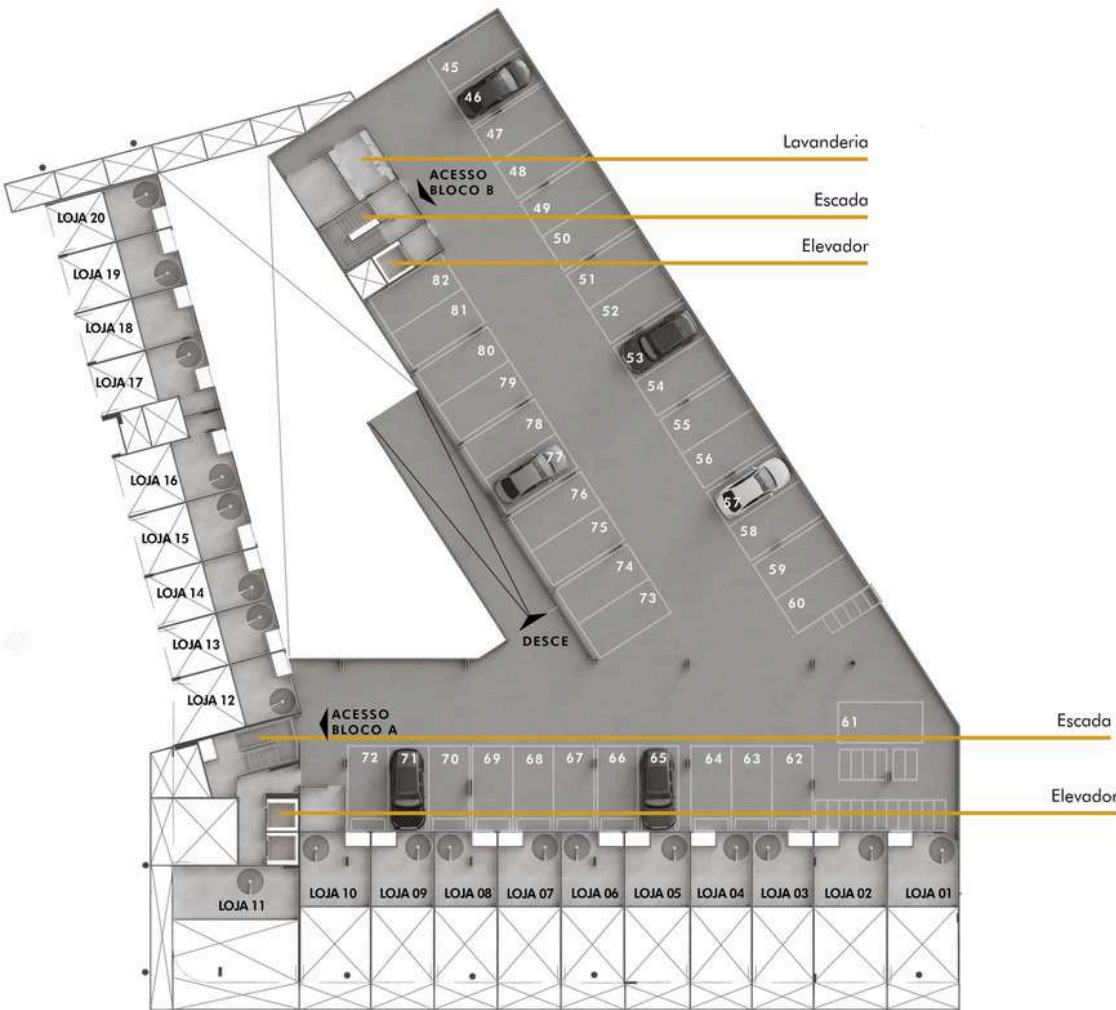 45
46
47
Lavanderia
ACESSO
BLOCO B
48
Escada
LOJA 20
49
50
Elevador
LOJA 19
51
82
52
81
LOJA 18
80
53
LOJA 17
79
54
78
55
77
56
LOJA 16
76
57
75
58
LOJA 15
74
59
LOJA 14
73
60
DESCE
LOJA 13
LOJA 12
ACESSO
BLOCO A
61
Escada
72
71
70
69
68
67
66
65
64
63
62
Elevador
LOJA 11
LOJA 10
LOJA 09
LOJA 08
LOJA 07
LOJA 06
LOJA 05
LOJA 04
LOJA 03
LOJA 02
LOJA 01